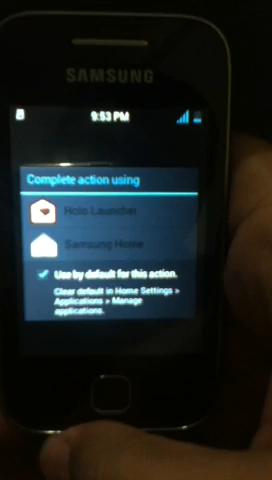 SAMSUNG
9:53 PM
Complete action using
Holo Launcher
Samsung Home
Use by default for this action.
Clear default in Home Settings >
Applications > Manage
applications.